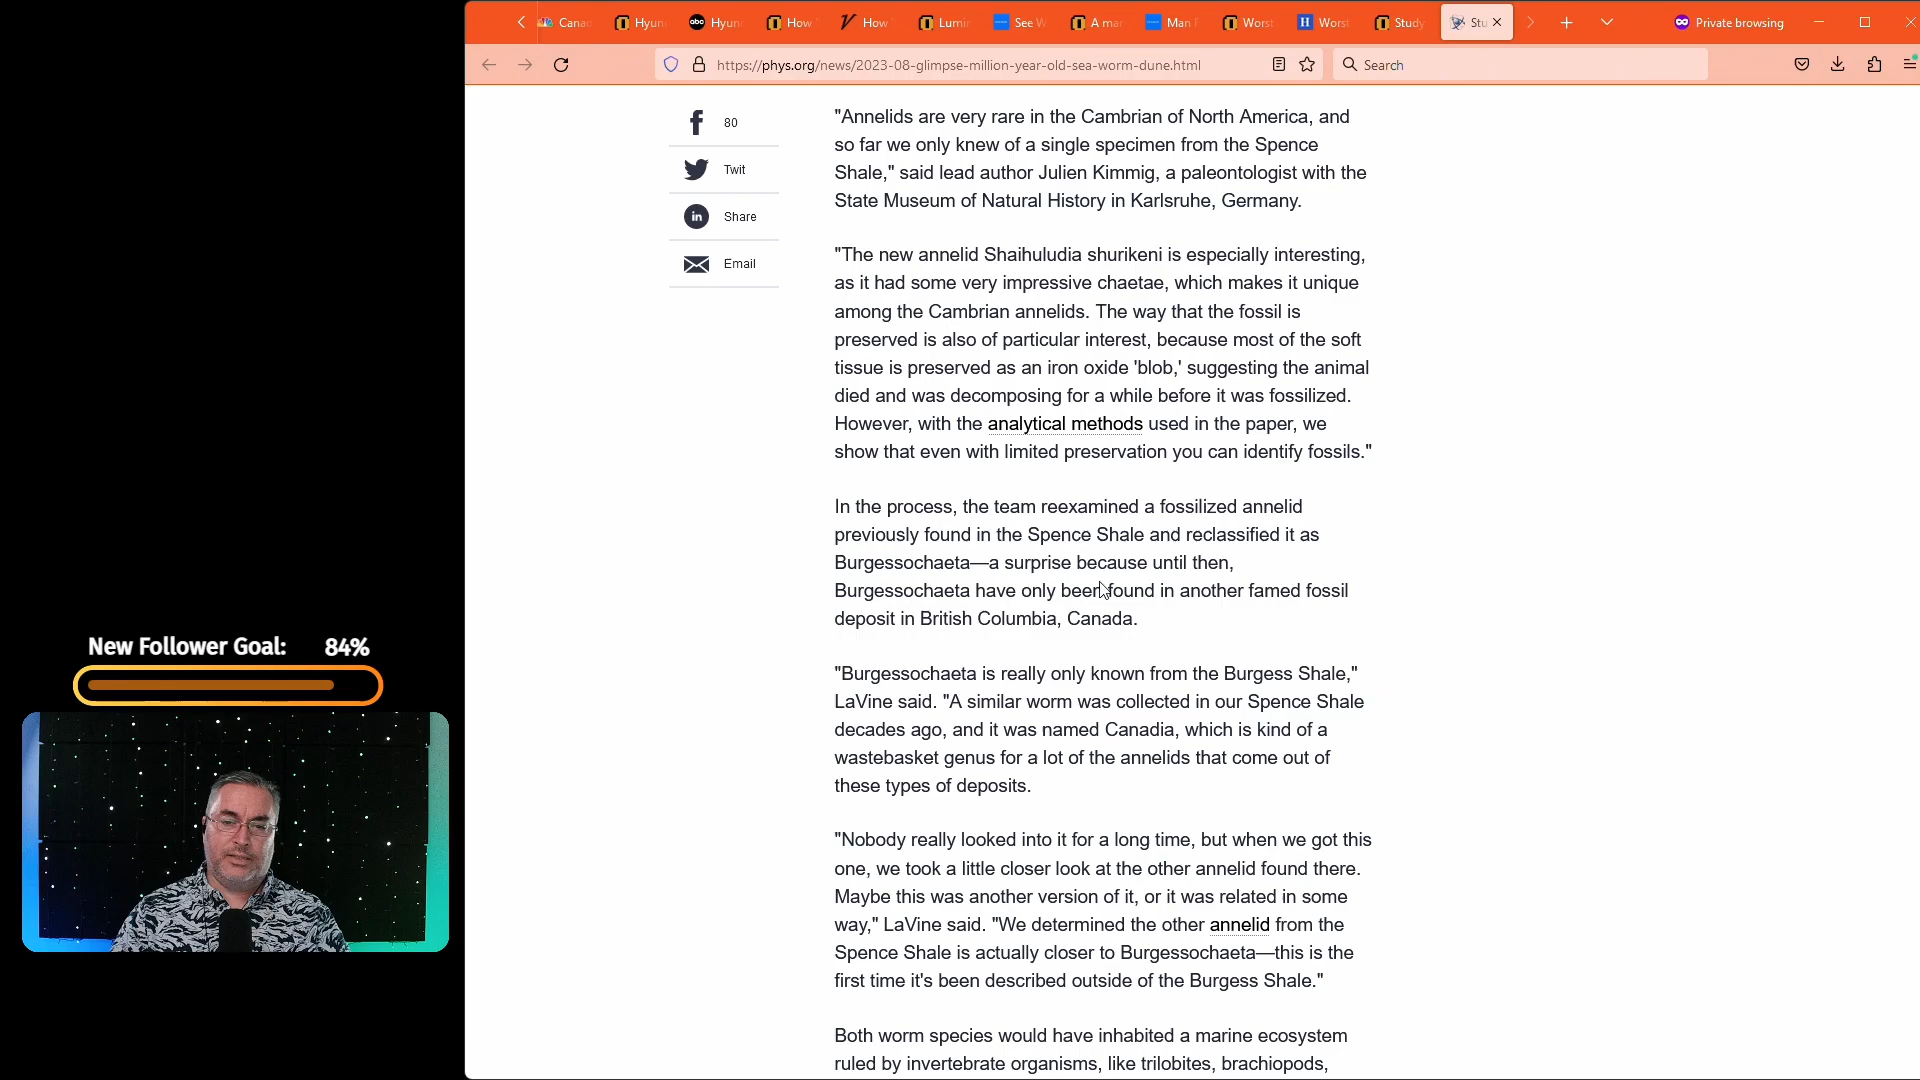 Canad
Hyun
Hyun
How
How
Lumin
See W
A mar
Man F
Worst
Worst
Study
Stu
Private browsing
https://phys.org/news/2023-08-glimpse-million-year-old-sea-worm-dune.html
Search
80
Twit
Share
Email
"Annelids are very rare in the Cambrian of North America, and
so far we only knew of a single specimen from the Spence
Shale," said lead author Julien Kimmig, a paleontologist with the
State Museum of Natural History in Karlsruhe, Germany.
"The new annelid Shaihuludia shurikeni is especially interesting,
as it had some very impressive chaetae, which makes it unique
among the Cambrian annelids. The way that the fossil is
preserved is also of particular interest, because most of the soft
tissue is preserved as an iron oxide 'blob,' suggesting the animal
died and was decomposing for a while before it was fossilized.
However, with the analytical methods used in the paper, we
show that even with limited preservation you can identify fossils."
In the process, the team reexamined a fossilized annelid
previously found in the Spence Shale and reclassified it as
Burgessochaeta—a surprise because until then,
Burgessochaeta have only been found in another famed fossil
deposit in British Columbia, Canada.
"Burgessochaeta is really only known from the Burgess Shale,"
LaVine said. "A similar worm was collected in our Spence Shale
decades ago, and it was named Canadia, which is kind of a
wastebasket genus for a lot of the annelids that come out of
these types of deposits.
"Nobody really looked into it for a long time, but when we got this
one, we took a little closer look at the other annelid found there.
Maybe this was another version of it, or it was related in some
way," LaVine said. "We determined the other annelid from the
Spence Shale is actually closer to Burgessochaeta—this is the
first time it's been described outside of the Burgess Shale."
Both worm species would have inhabited a marine ecosystem
ruled by invertebrate organisms, like trilobites, brachiopods,
New Follower Goal: 84%